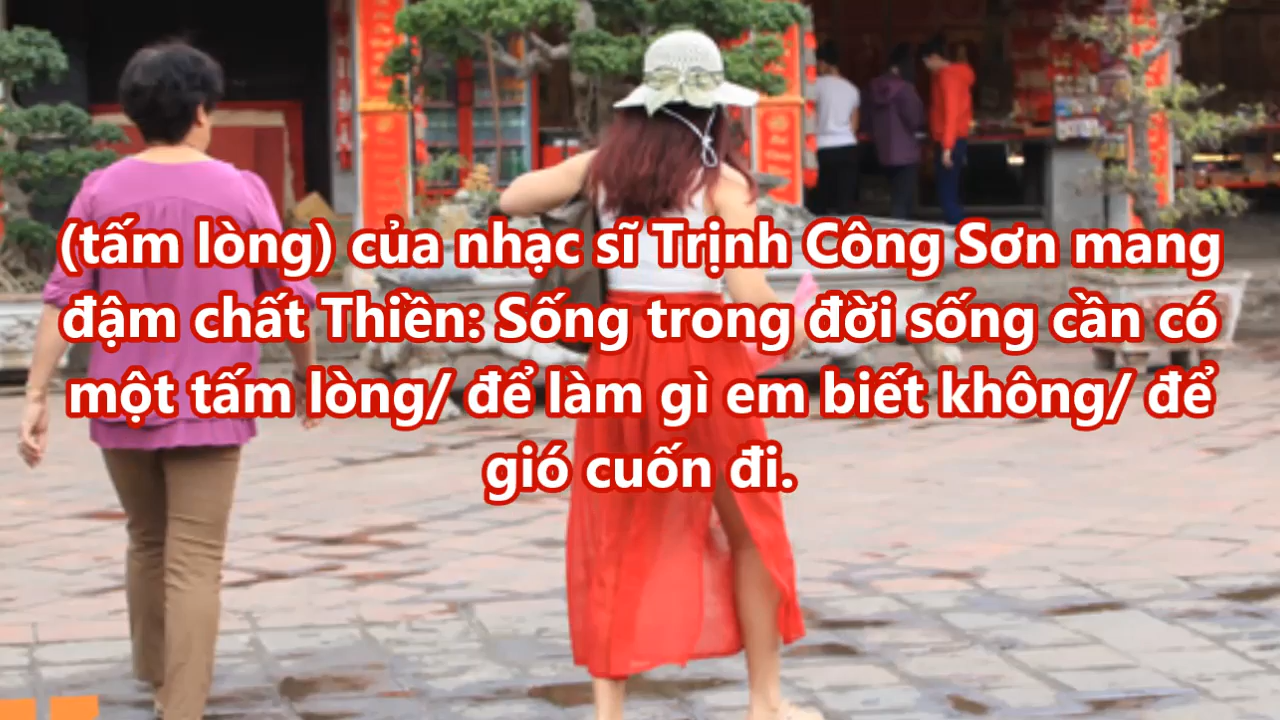 (tấm lòng) của nhạc sĩ Trịnh Công Sơn mang
đậm chất Thiền: Sống trong đời sống cần có
một tấm lòng/ để làm gì em biết không/ để
gió cuốn đi.